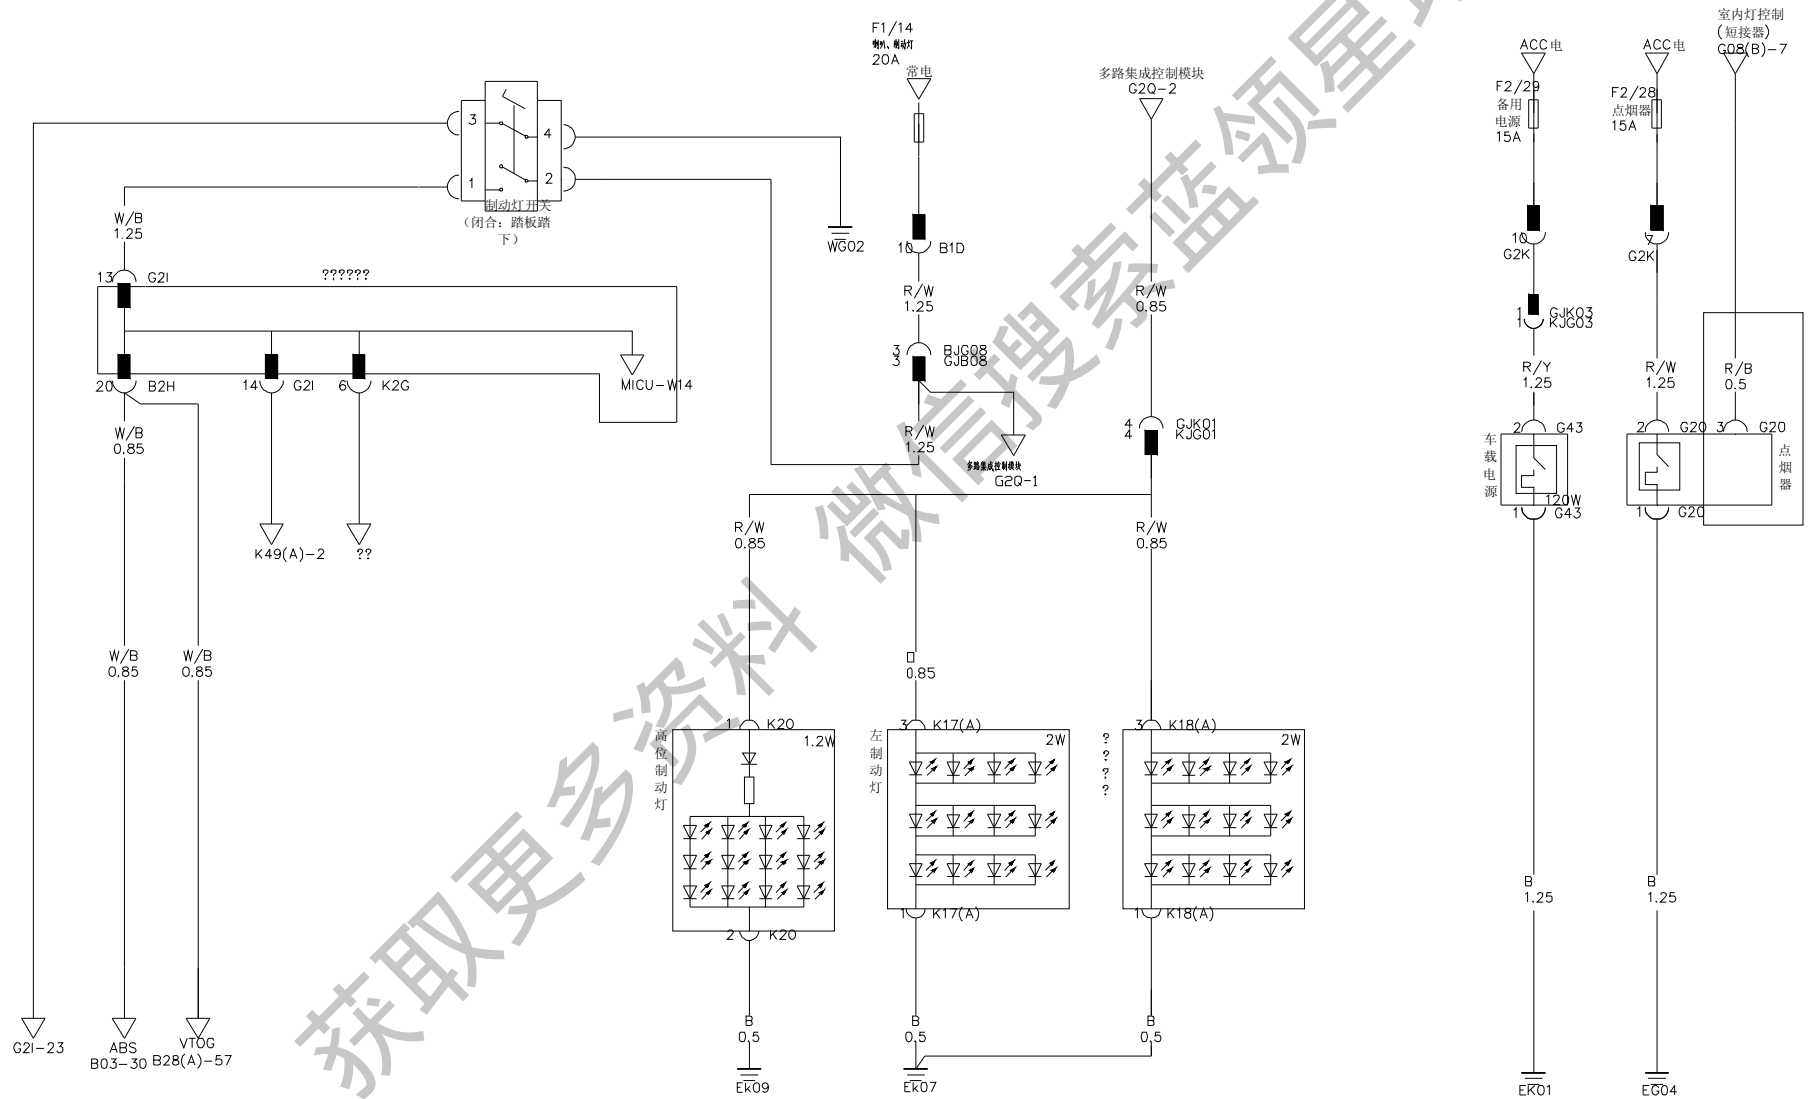 室内灯控制
(短接器)
G08(B)-7
F1/14
喇叭、制动灯
20A
常电
ACC电
ACC电
多路集成控制模块
G2Q-2
F2/29
备用
电源
15A
F2/28
点烟器
15A
3
4
1
2
制动灯开关
（闭合：踏板踏
下）
W/B
1.25
WG02
10
B1D
10
G2K
7
G2K
13
G2I
??????
R/W
1.25
R/W
0.85
1
GJK03
1
KJG03
3
BJG08
3
GJB08
R/Y
1.25
R/W
1.25
R/B
0.5
20
B2H
14
G2I
6
K2G
MICU-W14
W/B
0.85
R/W
1.25
4
GJK01
4
KJG01
2
G43
2
G20
3
G20
车载电源
点烟器
多路集成控制模块
G2Q-1
120W
1
G43
1
G20
R/W
0.85
R/W
0.85
K49(A)-2
??
W/B
0.85
W/B
0.85
0.85
1
K20
3
K17(A)
3
K18(A)
高位制动灯
1.2W
左制动灯
2W
????
2W
B
1.25
B
1.25
1
K17(A)
1
K18(A)
2
K20
B
0.5
B
0.5
B
0.5
G2I-23
ABS
B03-30
VTOG
B28(A)-57
Ek09
Ek07
EK01
EG04
获取更多资料 微信搜索蓝领星球